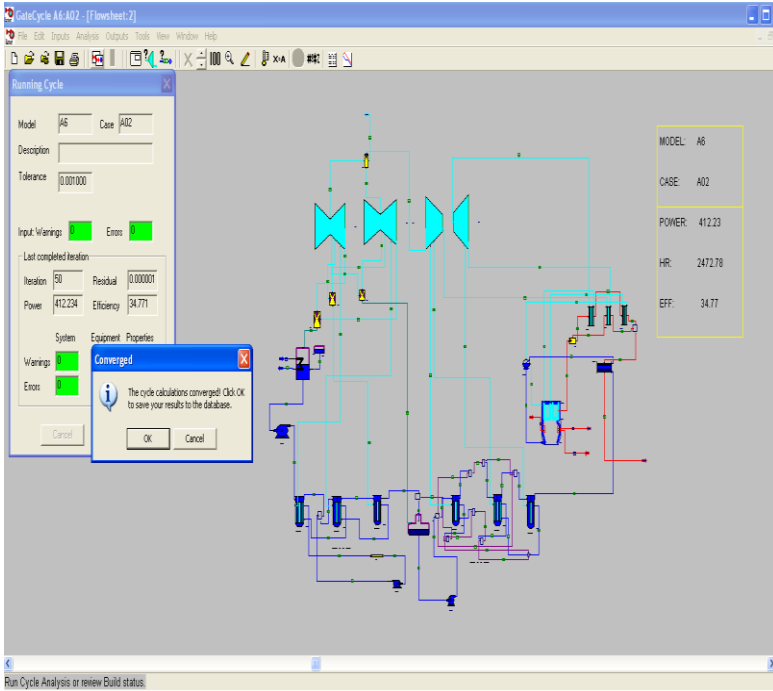 GateCycle A6:A02 - [Flowsheet:2]
File Edit Inputs Analysis Outputs Tools View Window Help
Running Cycle
Model A6 Case A02
Description
Tolerance 0.001000
Input: Warnings 0 Errors 0
Last completed iteration
Iteration 50 Residual 0.000001
Power 412.234 Efficiency 34.771
System Equipment Properties
Warnings 0
Errors 0
Cancel
Converged
The cycle calculations converged! Click OK
to save your results to the database.
OK Cancel
MODEL: A6
CASE: A02
POWER: 412.23
HR: 2472.78
EFF: 34.77
Run Cycle Analysis or review Build status.